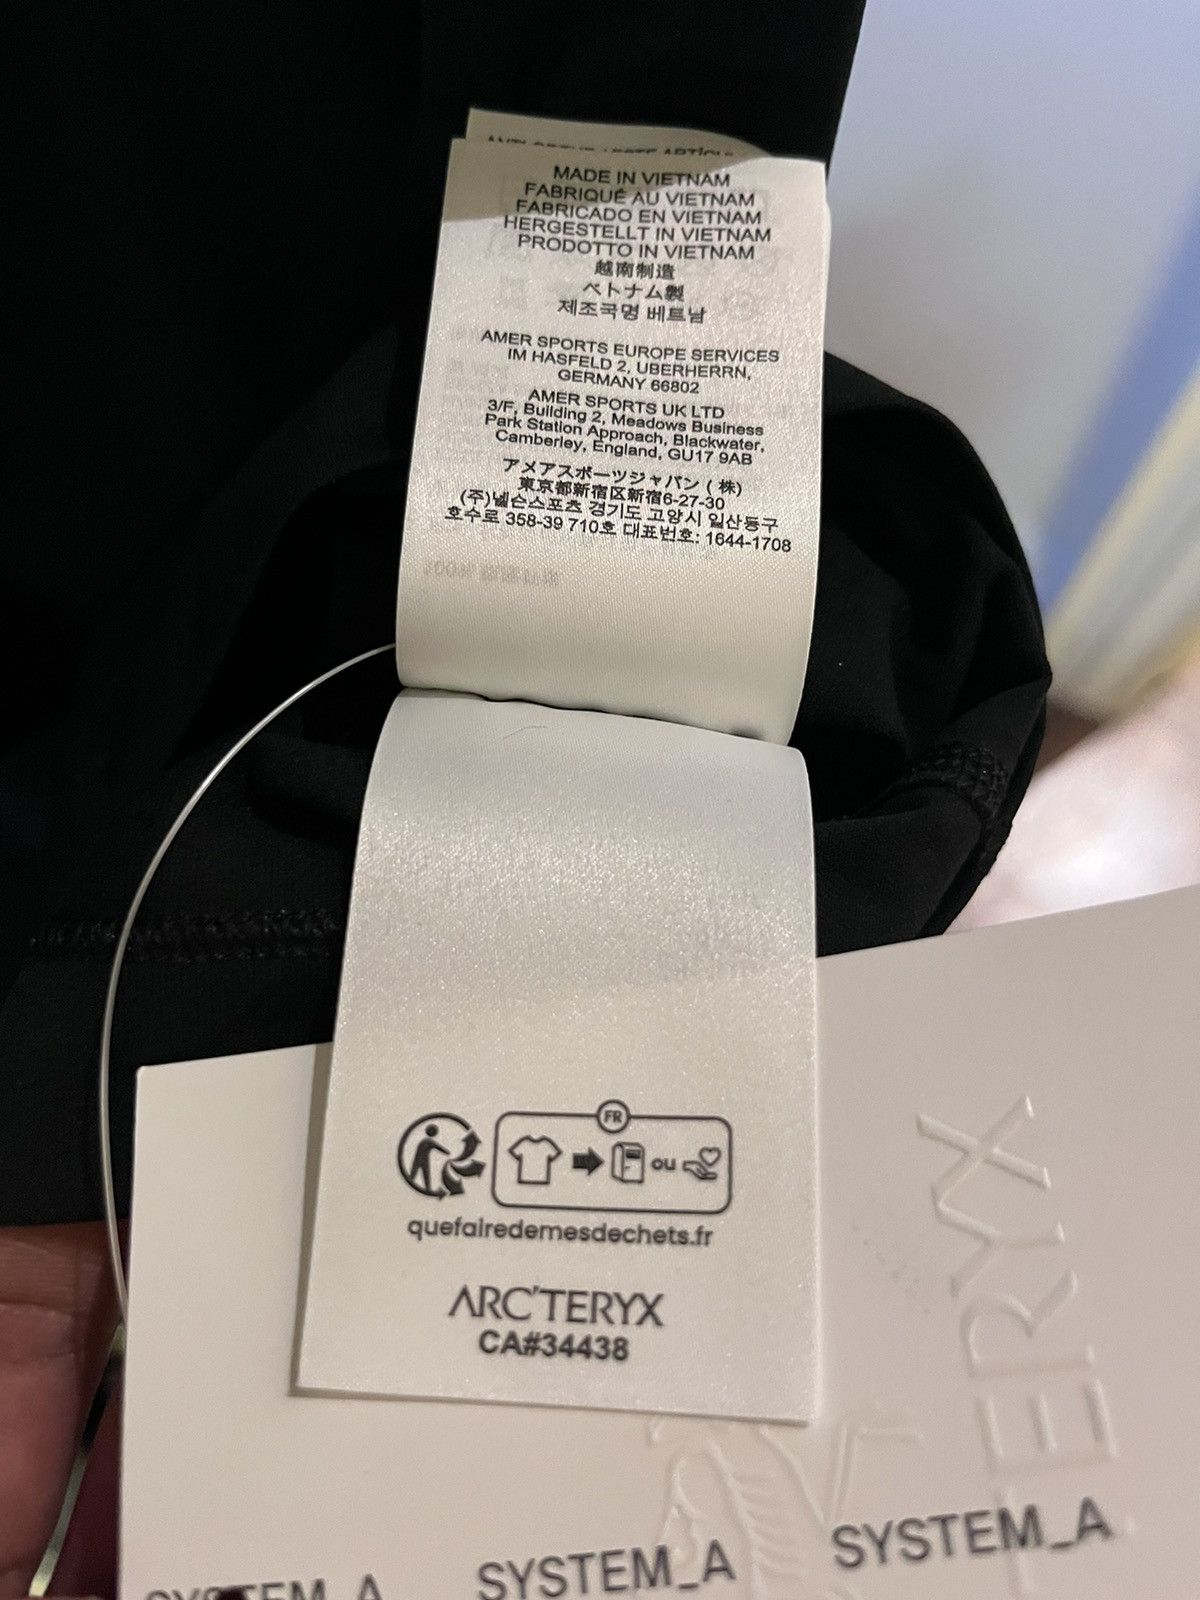 MADE IN VIETNAM
FABRIQUÉ AU VIETNAM
FABRICADO EN VIETNAM
HERGESTELLT IN VIETNAM
PRODOTTO IN VIETNAM
越南制造
ベトナム製
제조국명 베트남
AMER SPORTS EUROPE SERVICES
IM HASFELD 2, UBERHERRN,
GERMANY 66802
AMER SPORTS UK LTD
3/F, Building 2, Meadows Business
Park Station Approach, Blackwater,
Camberley, England, GU17 9AB
アメアスポーツジャパン (株)
東京都新宿区新宿6-27-30
(주)넬슨스포츠 경기도 고양시 일산동구
호수로 358-39 710호 대표번호: 1644-1708
FR
ou
quefairedemesdechets.fr
ARC'TERYX
CA#34438
TERYX
SYSTEM_A
SYSTEM_A
SYSTEM_A